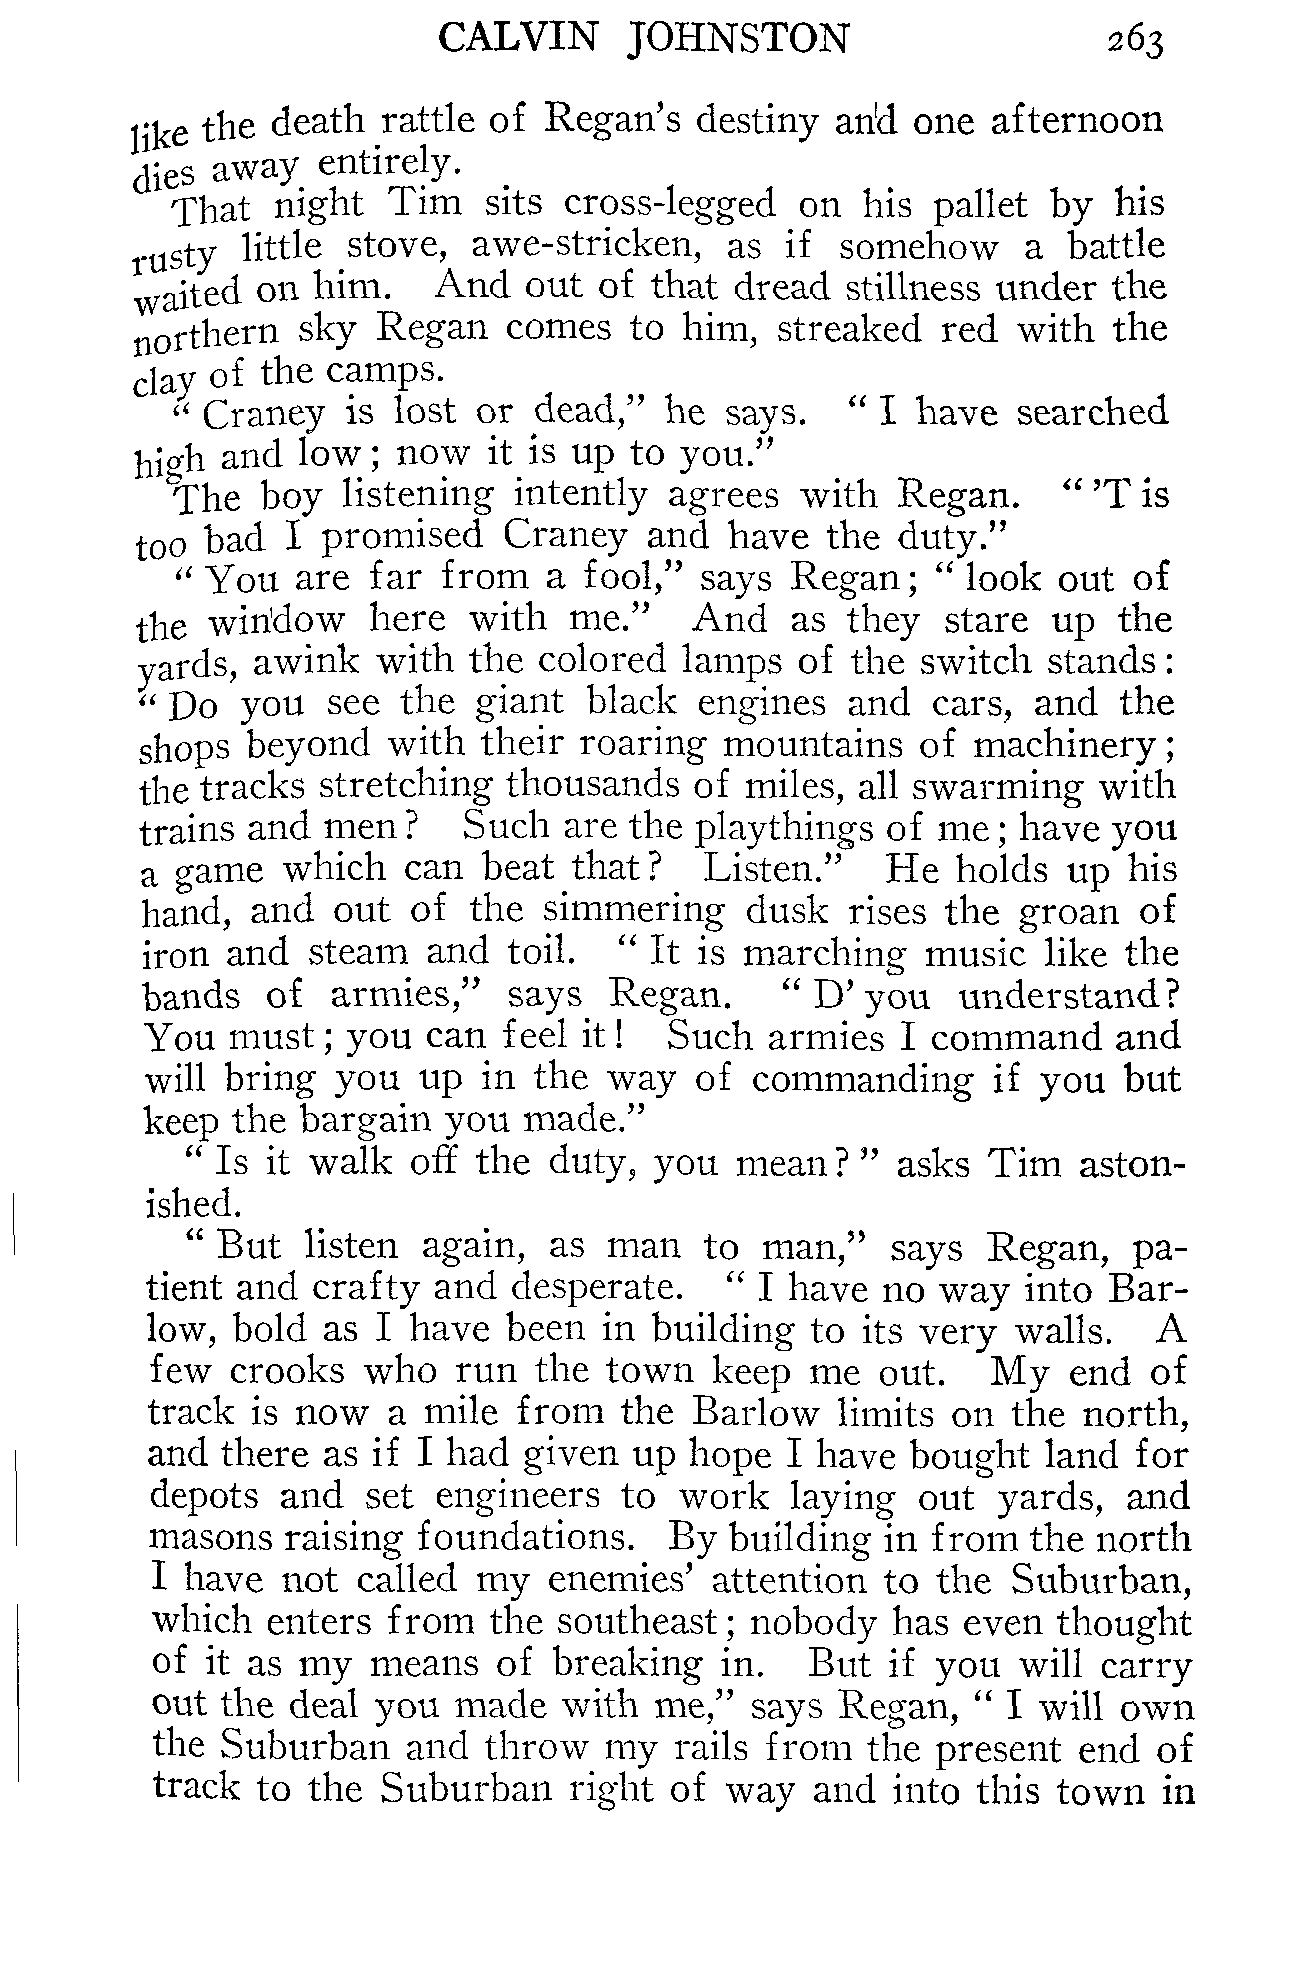 CALVIN JOHNSTON 263
like the death rattle of Regan's destiny and one afternoon
dies away entirely.
That night Tim sits cross-legged on his pallet by his
rusty little stove, awe-stricken, as if somehow a battle
waited on him. And out of that dread stillness under the
northern sky Regan comes to him, streaked red with the
clay of the camps.
" Craney is lost or dead," he says. " I have searched
high and low ; now it is up to you."
The boy listening intently agrees with Regan. " 'T is
too bad I promised Craney and have the duty."
" You are far from a fool," says Regan ; " look out of
the window here with me." And as they stare up the
yards, awink with the colored lamps of the switch stands :
" Do you see the giant black engines and cars, and the
shops beyond with their roaring mountains of machinery ;
the tracks stretching thousands of miles, all swarming with
trains and men ? Such are the playthings of me ; have you
a game which can beat that ? Listen." He holds up his
hand, and out of the simmering dusk rises the groan of
iron and steam and toil. " It is marching music like the
bands of armies," says Regan. " D' you understand?
You must ; you can feel it ! Such armies I command and
will bring you up in the way of commanding if you but
keep the bargain you made."
" Is it walk off the duty, you mean ? " asks Tim aston-
ished.
" But listen again, as man to man," says Regan, pa-
tient and crafty and desperate. " I have no way into Bar-
low, bold as I have been in building to its very walls. A
few crooks who run the town keep me out. My end of
track is now a mile from the Barlow limits on the north,
and there as if I had given up hope I have bought land for
depots and set engineers to work laying out yards, and
masons raising foundations. By building in from the north
I have not called my enemies' attention to the Suburban,
which enters from the southeast ; nobody has even thought
of it as my means of breaking in. But if you will carry
out the deal you made with me," says Regan, " I will own
the Suburban and throw my rails from the present end of
track to the Suburban right of way and into this town in